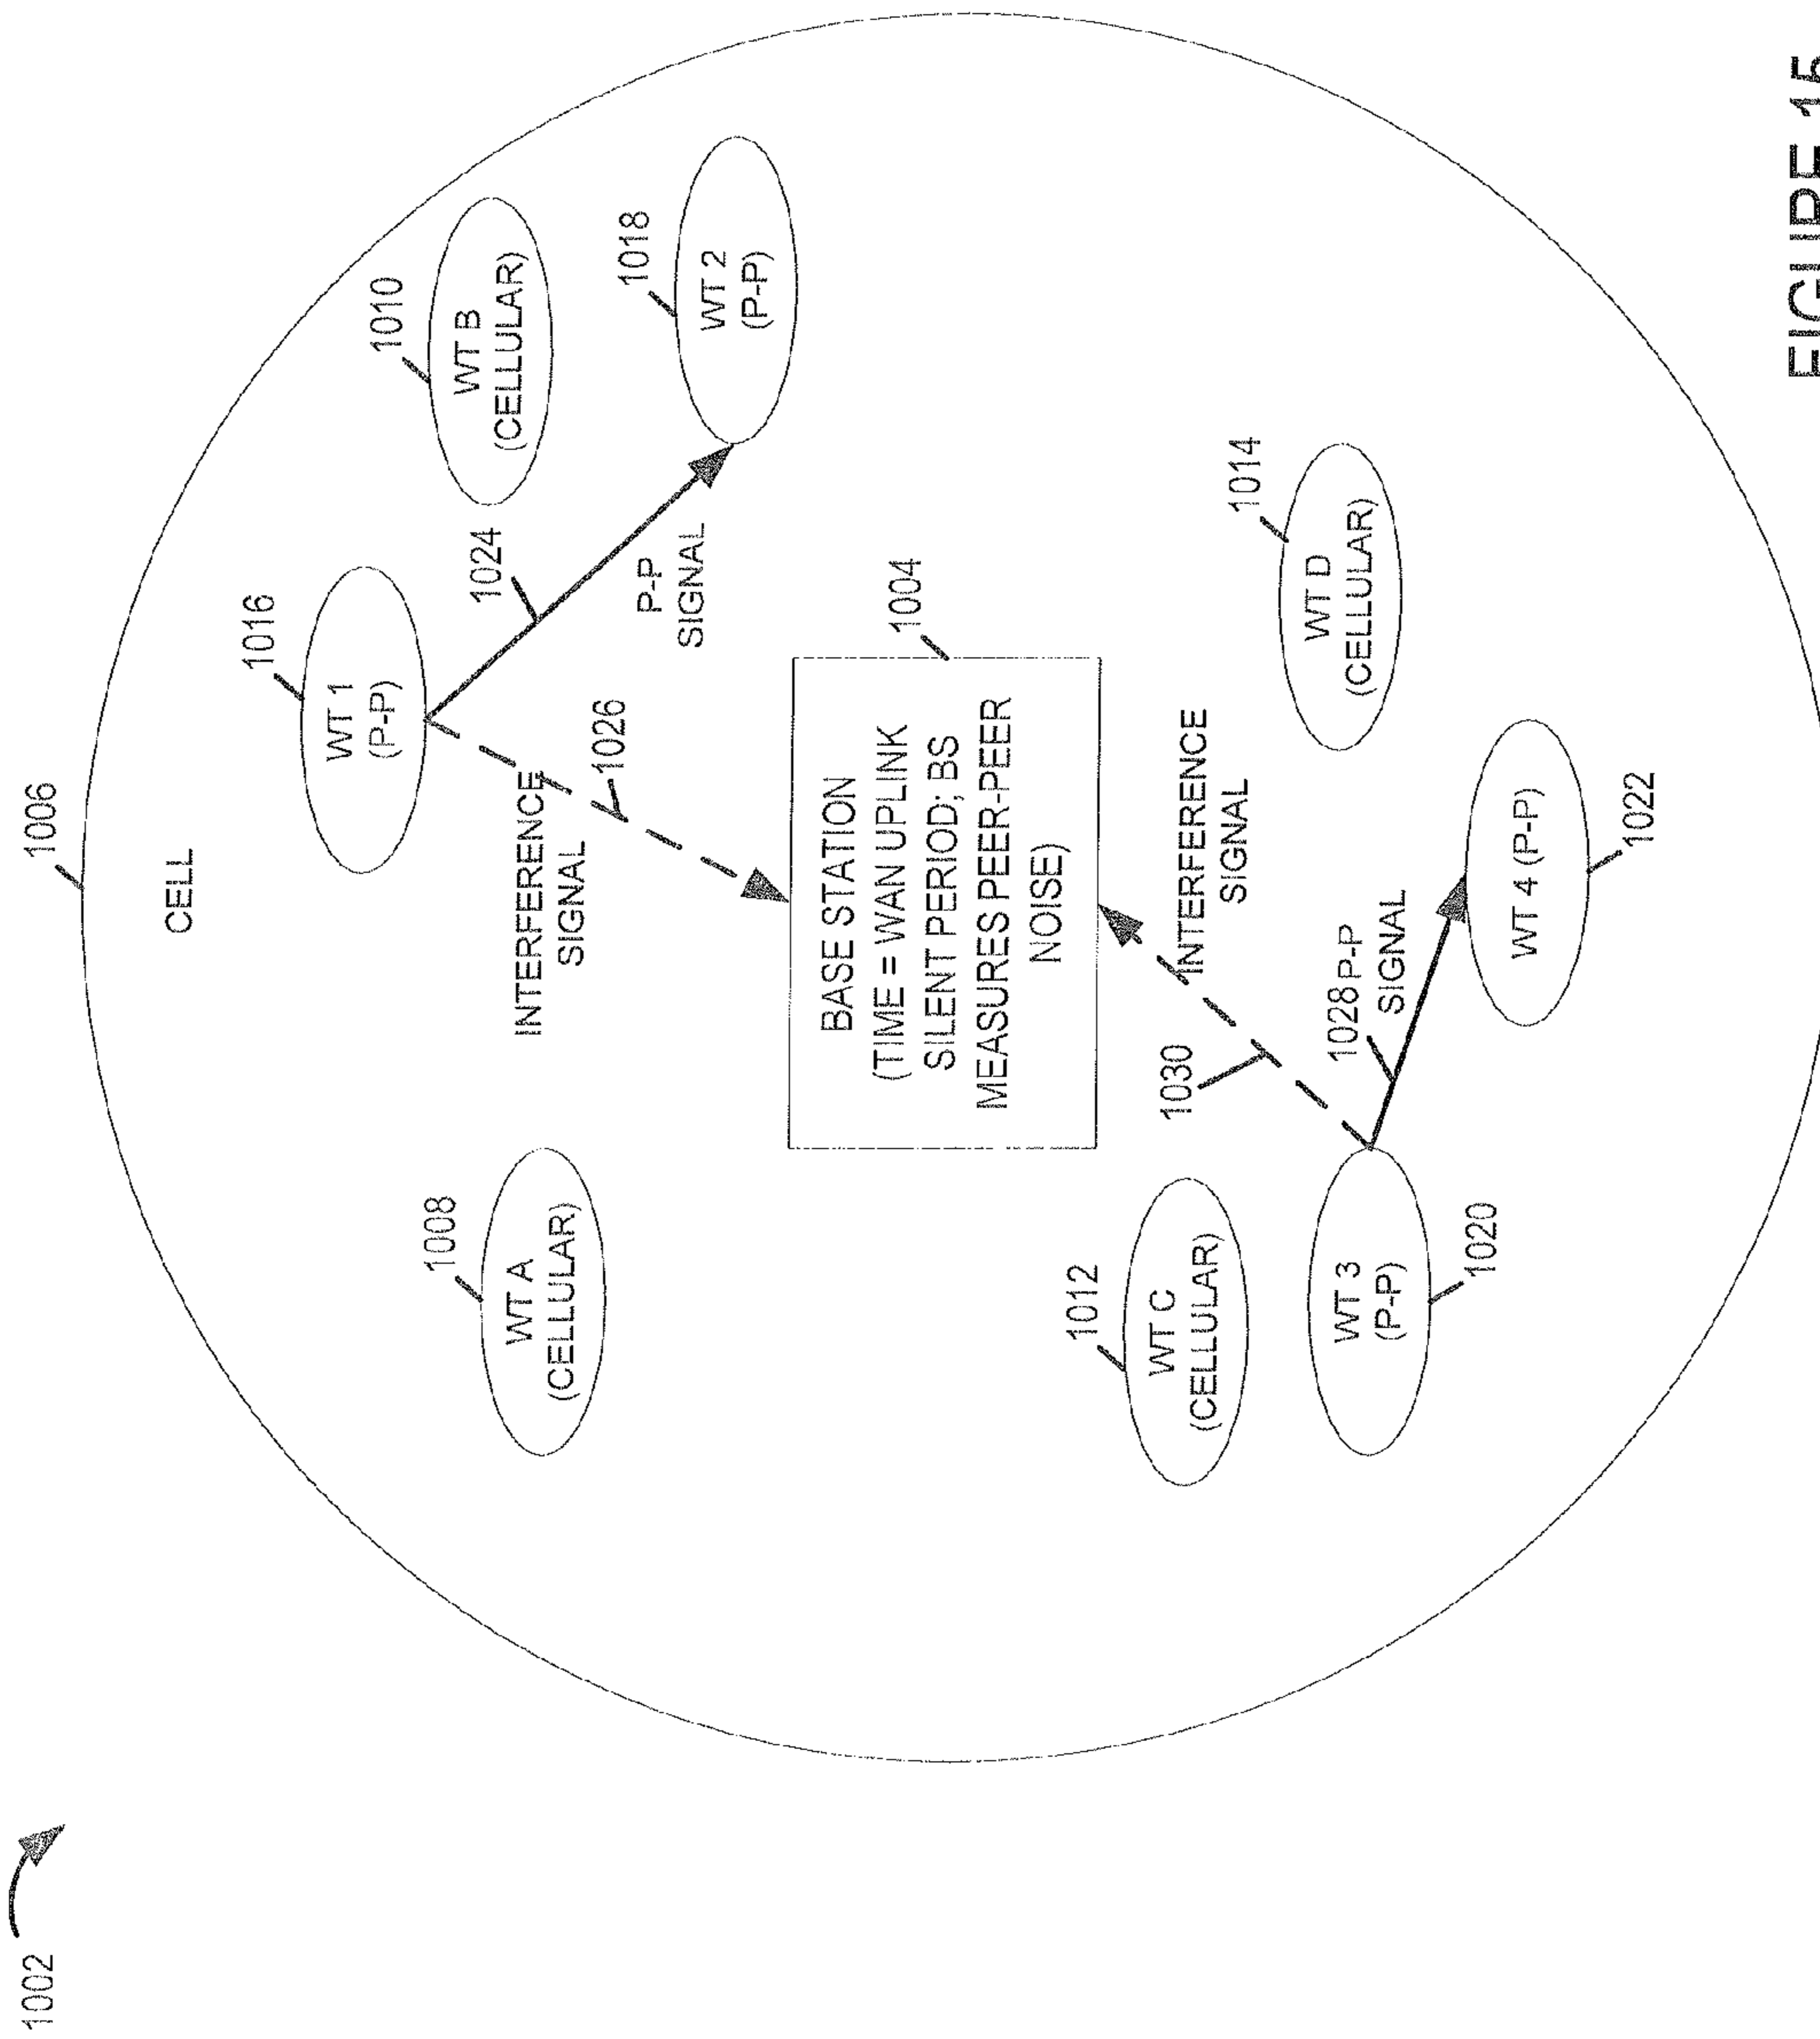 1002
1006
CELL
1008
WT A
(CELLULAR)
1016
WT 1
(P-P)
1010
WT B
(CELLULAR)
1024
P-P
SIGNAL
1018
WT 2
(P-P)
INTERFERENCE
SIGNAL
1026
1004
BASE STATION
(TIME = WAN UPLINK
SILENT PERIOD; BS
MEASURES PEER-PEER
NOISE)
1012
WT C
(CELLULAR)
1030
INTERFERENCE
SIGNAL
1014
WT D
(CELLULAR)
WT 3
(P-P)
1020
1028 P-P
SIGNAL
WT 4 (P-P)
1022
FIGURE 15